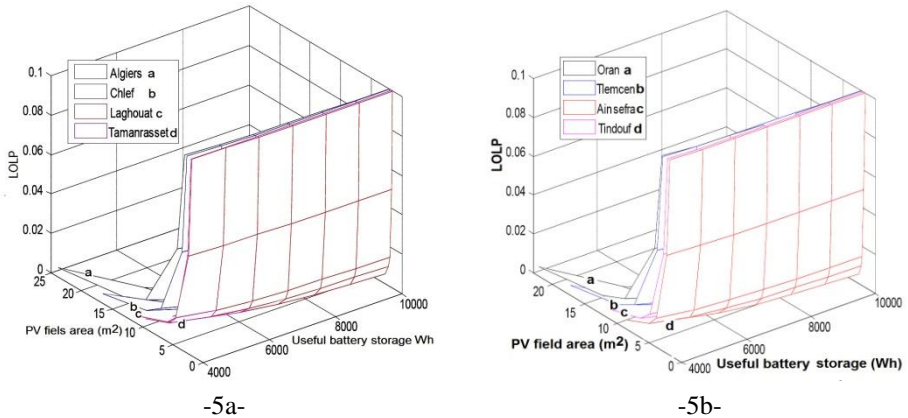 Algiers a
Chlef b
Laghouat c
Tamanrasset d
0.1
0.08
0.06
0.04
0.02
0
LOLP
25
20
15
10
5
0
PV fiels area (m2)
4000
6000
8000
10000
Useful battery storage Wh
a
b
c
d
-5a-
Oran a
Tlemcen b
Ain sefra c
Tindouf d
0.1
0.08
0.06
0.04
0.02
0
LOLP
20
15
10
5
0
PV field area (m2)
4000
6000
8000
10000
Useful battery storage (Wh)
a
b
c
d
-5b-